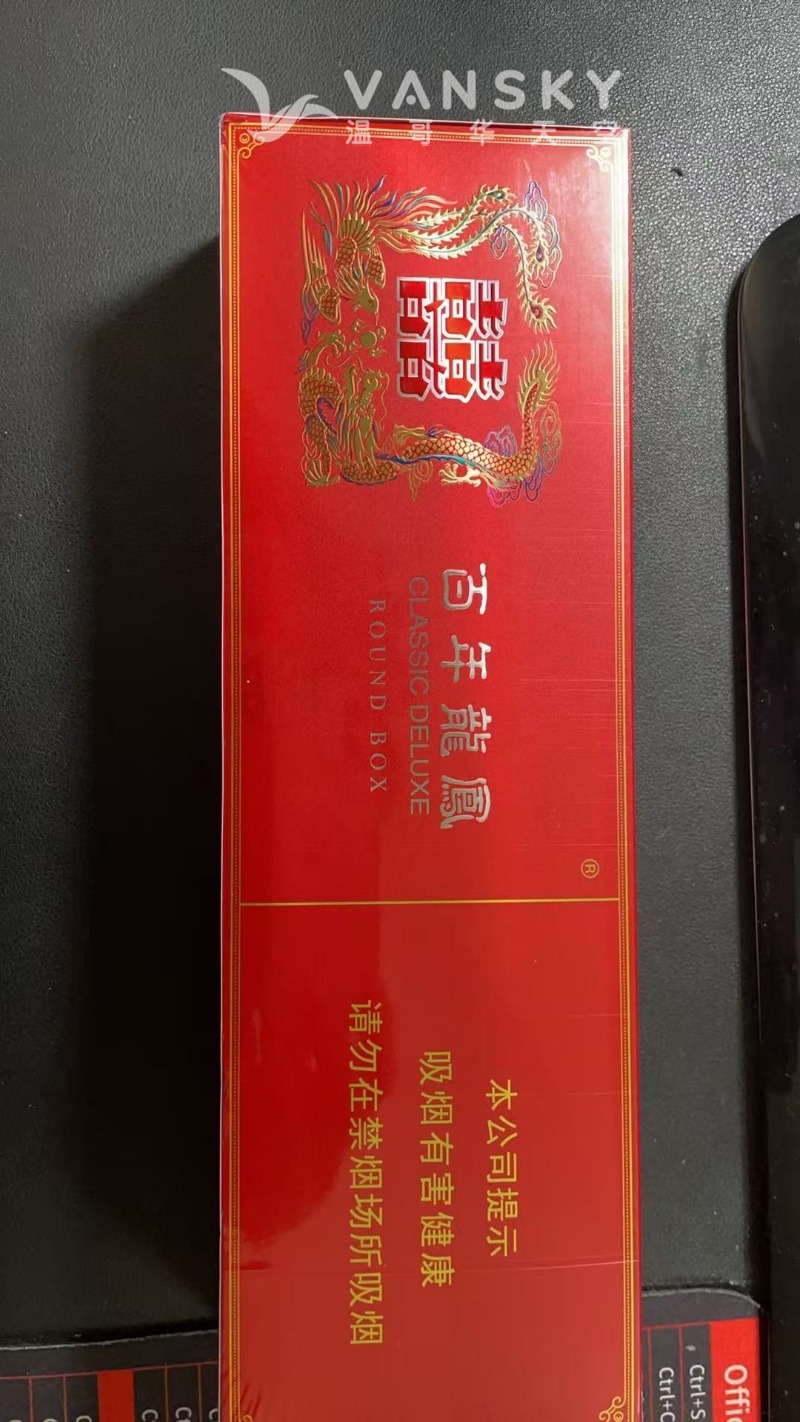 VANSKY
温哥华天空
囍
百年龍鳳
CLASSIC DELUXE
ROUND BOX
®
本公司提示
吸烟有害健康
请勿在禁烟场所吸烟
Offi
Ctrl+S
Ctrl+C